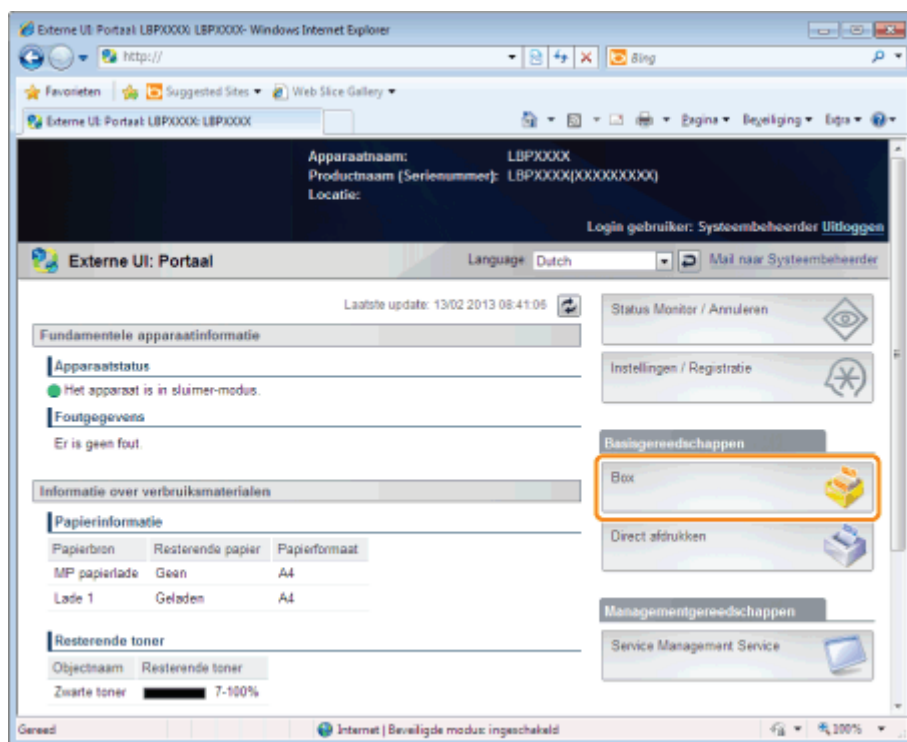 Externe UI: Portaal: LBPXXXX: LBPXXXX- Windows Internet Explorer
http://
Bing
Favorieten Suggested Sites Web Slice Gallery
Externe UI: Portaal: LBPXXXX: LBPXXXX
Pagina Beveiliging Extra
Apparaatnaam: LBPXXXX
Productnaam (Serienummer): LBPXXXX(XXXXXXXXX)
Locatie:
Login gebruiker: Systeembeheerder Uitloggen
Externe UI: Portaal
Language Dutch
Mail naar Systeembeheerder
Laatste update: 13/02 2013 08:41:06
Fundamentele apparaatinformatie
Apparaatstatus
Het apparaat is in sluimer-modus.
Foutgegevens
Er is geen fout.
Informatie over verbruiksmaterialen
Papierinformatie
Papierbron Resterende papier Papierformaat
MP papierlade Geen A4
Lade 1 Geladen A4
Resterende toner
Objectnaam Resterende toner
Zwarte toner 7-100%
Status Monitor / Annuleren
Instellingen / Registratie
Basisgereedschappen
Box
Direct afdrukken
Managementgereedschappen
Service Management Service
Gereed
Internet | Beveiligde modus: ingeschakeld
100%